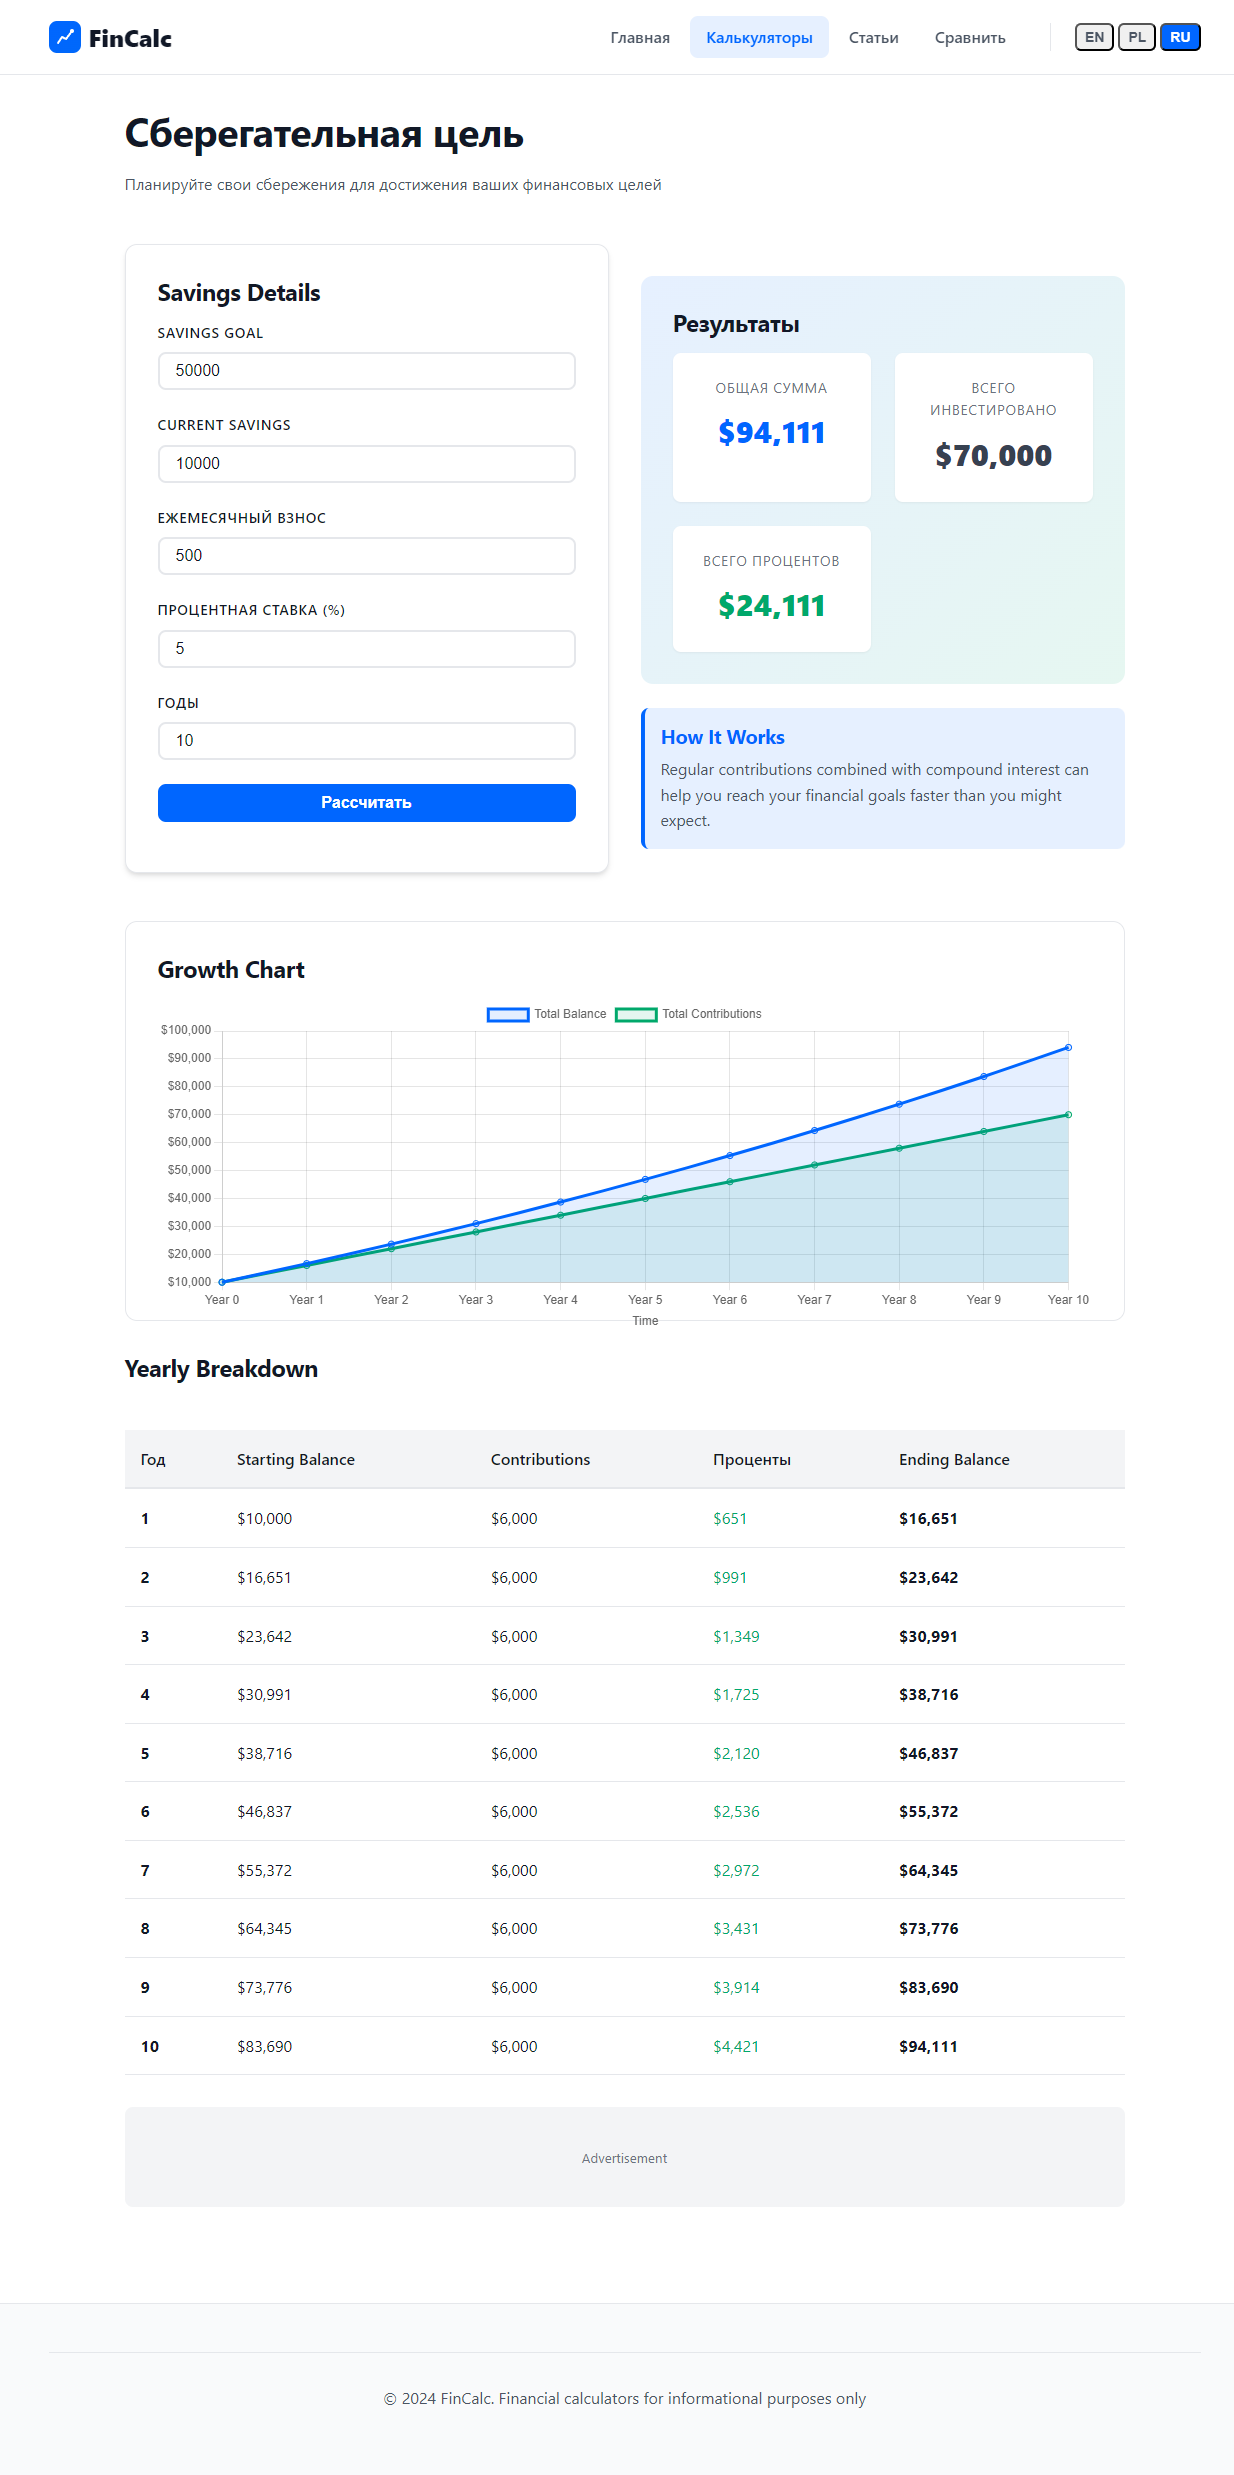 FinCalc
Главная Калькуляторы Статьи Сравнить EN PL RU
Сберегательная цель
Планируйте свои сбережения для достижения ваших финансовых целей
Savings Details
SAVINGS GOAL
50000
CURRENT SAVINGS
10000
ЕЖЕМЕСЯЧНЫЙ ВЗНОС
500
ПРОЦЕНТНАЯ СТАВКА (%)
5
ГОДЫ
10
Рассчитать
Результаты
ОБЩАЯ СУММА
$94,111
ВСЕГО
ИНВЕСТИРОВАНО
$70,000
ВСЕГО ПРОЦЕНТОВ
$24,111
How It Works
Regular contributions combined with compound interest can
help you reach your financial goals faster than you might
expect.
Growth Chart
Total Balance Total Contributions
$100,000
$90,000
$80,000
$70,000
$60,000
$50,000
$40,000
$30,000
$20,000
$10,000
Year 0 Year 1 Year 2 Year 3 Year 4 Year 5 Year 6 Year 7 Year 8 Year 9 Year 10
Time
Yearly Breakdown
Год Starting Balance Contributions Проценты Ending Balance
1 $10,000 $6,000 $651 $16,651
2 $16,651 $6,000 $991 $23,642
3 $23,642 $6,000 $1,349 $30,991
4 $30,991 $6,000 $1,725 $38,716
5 $38,716 $6,000 $2,120 $46,837
6 $46,837 $6,000 $2,536 $55,372
7 $55,372 $6,000 $2,972 $64,345
8 $64,345 $6,000 $3,431 $73,776
9 $73,776 $6,000 $3,914 $83,690
10 $83,690 $6,000 $4,421 $94,111
Advertisement
© 2024 FinCalc. Financial calculators for informational purposes only